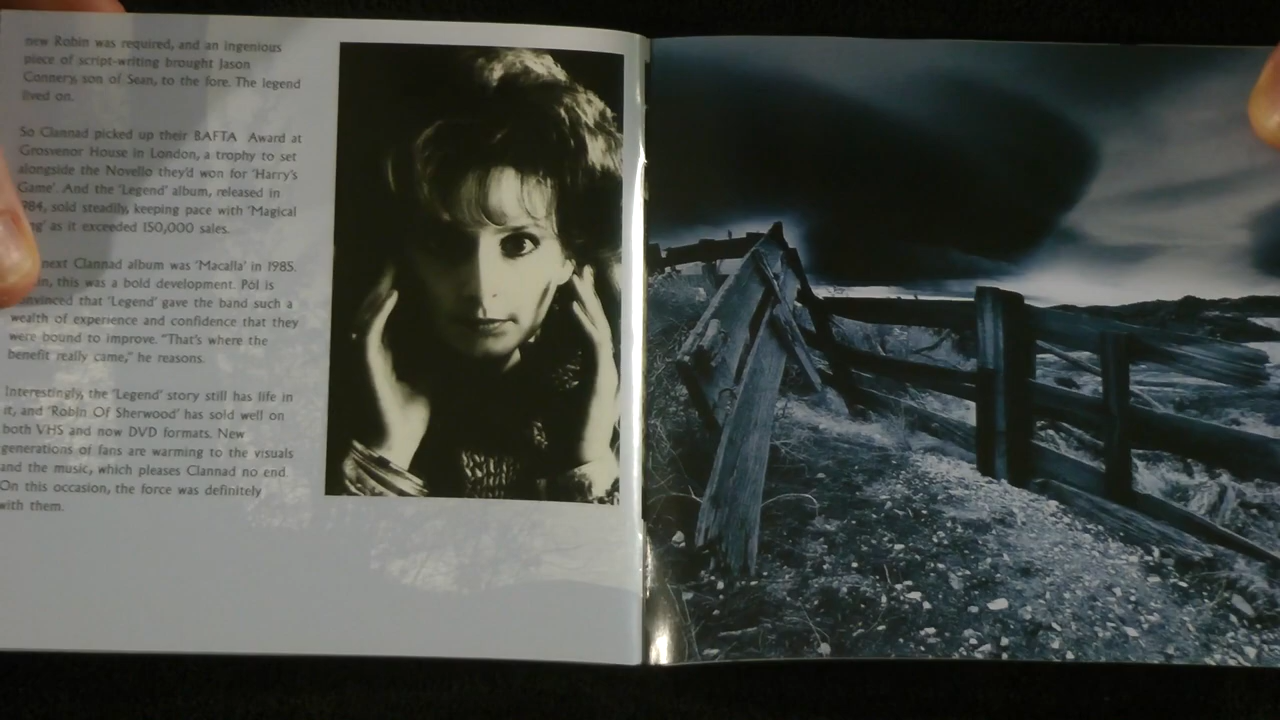 new Robin was required, and an ingenious
piece of script-writing brought Jason
Connery, son of Sean, to the fore. The legend
lived on.
So Clannad picked up their BAFTA Award at
Grosvenor House in London, a trophy to set
alongside the Novello they'd won for 'Harry's
Game'. And the 'Legend' album, released in
984, sold steadily, keeping pace with 'Magical
ng' as it exceeded 150,000 sales.
next Clannad album was 'Macalla' in 1985.
in, this was a bold development. Pól is
convinced that 'Legend' gave the band such a
wealth of experience and confidence that they
were bound to improve. "That's where the
benefit really came," he reasons.
Interestingly, the 'Legend' story still has life in
it, and 'Robin Of Sherwood' has sold well on
both VHS and now DVD formats. New
generations of fans are warming to the visuals
and the music, which pleases Clannad no end.
On this occasion, the force was definitely
with them.